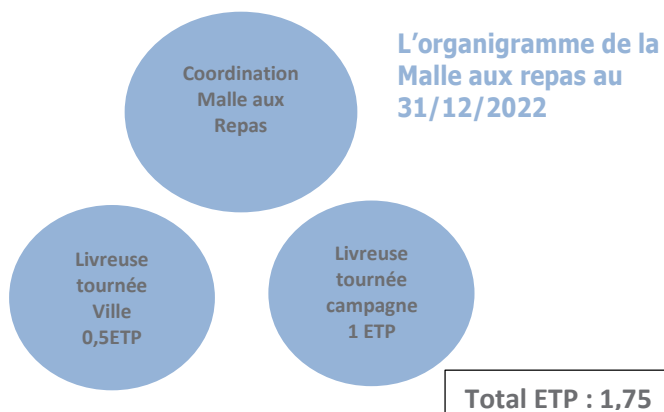 L'organigramme de la
Malle aux repas au
31/12/2022
Coordination
Malle aux
Repas
Livreuse
tournée
Ville
0,5ETP
Livreuse
tournée
campagne
1 ETP
Total ETP : 1,75